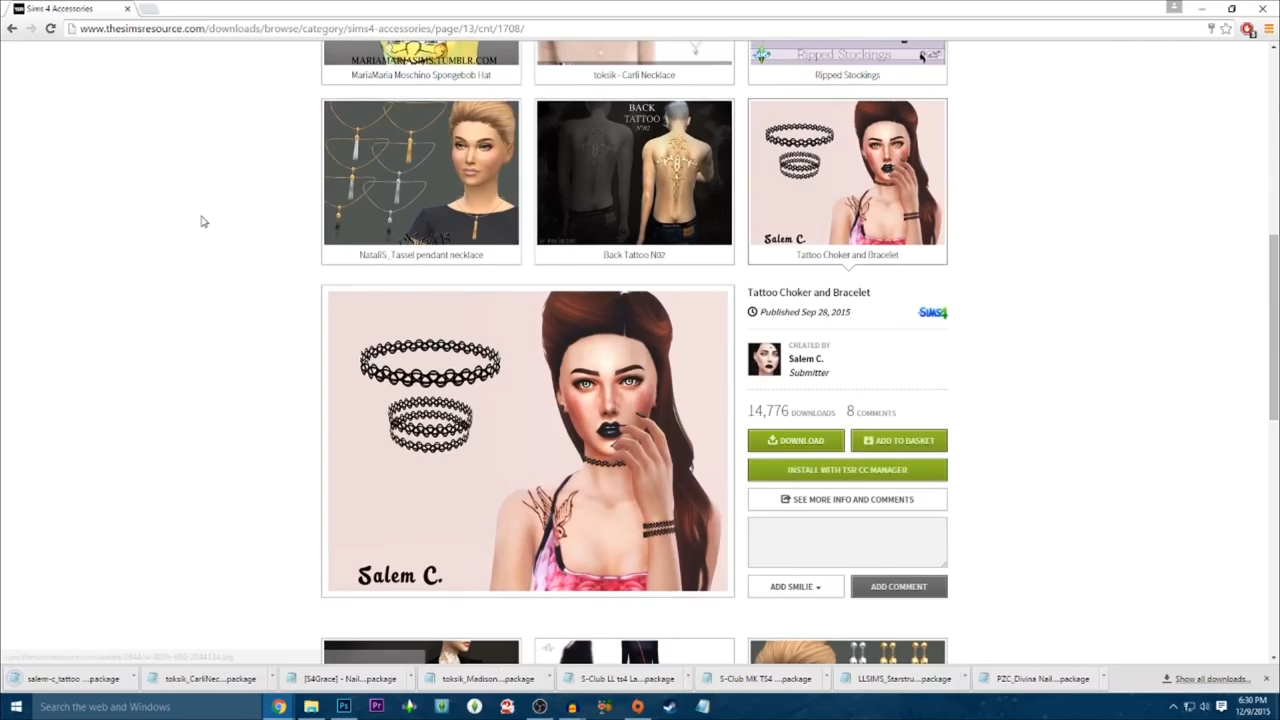 Sims 4 Accessories
www.thesimsresource.com/downloads/browse/category/sims4-accessories/page/13/cnt/1708/
MARIAMARIASIMS.TUMBLR.COM
Ripped Stockings
MariaMaria Moschino Spongebob Hat
toksik - Carli Necklace
Ripped Stockings
BACK
TATTOO
N°02
Salem C.
NataliS_Tassel pendant necklace
Back Tattoo N02
Tattoo Choker and Bracelet
Tattoo Choker and Bracelet
Published Sep 28, 2015
SIMS4
CREATED BY
Salem C.
Submitter
14,776 DOWNLOADS 8 COMMENTS
DOWNLOAD
ADD TO BASKET
INSTALL WITH TSR CC MANAGER
SEE MORE INFO AND COMMENTS
Salem C.
ADD SMILIE
ADD COMMENT
salem-c_tattoo ....package
toksik_CarliNec....package
[S4Grace] - Nail....package
toksik_Madison....package
S-Club LL ts4 La....package
S-Club MK TS4 ....package
LLSIMS_Starstru....package
PZC_Divina Nail....package
Show all downloads...
Search the web and Windows
6:30 PM
12/9/2015